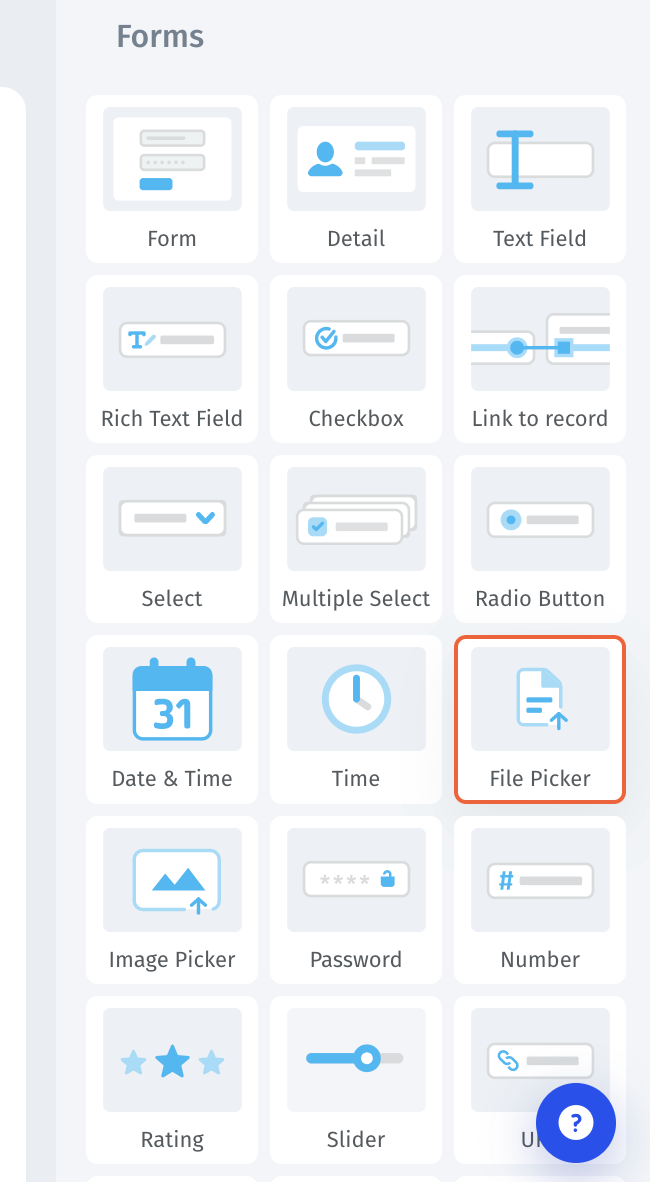 Forms
Form
Detail
Text Field
Rich Text Field
Checkbox
Link to record
Select
Multiple Select
Radio Button
31
Date & Time
Time
File Picker
Image Picker
****
Password
#
Number
Rating
Slider
?